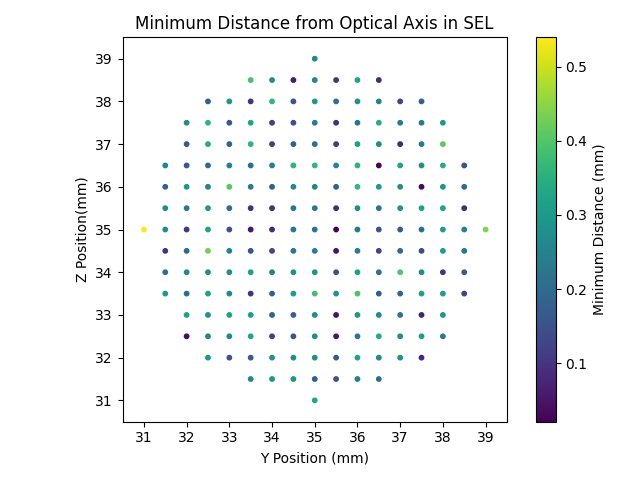 Minimum Distance from Optical Axis in SEL
39
38
37
36
35
34
33
32
31
Z Position(mm)
31 32 33 34 35 36 37 38 39
Y Position (mm)
0.5
0.4
0.3
0.2
0.1
Minimum Distance (mm)